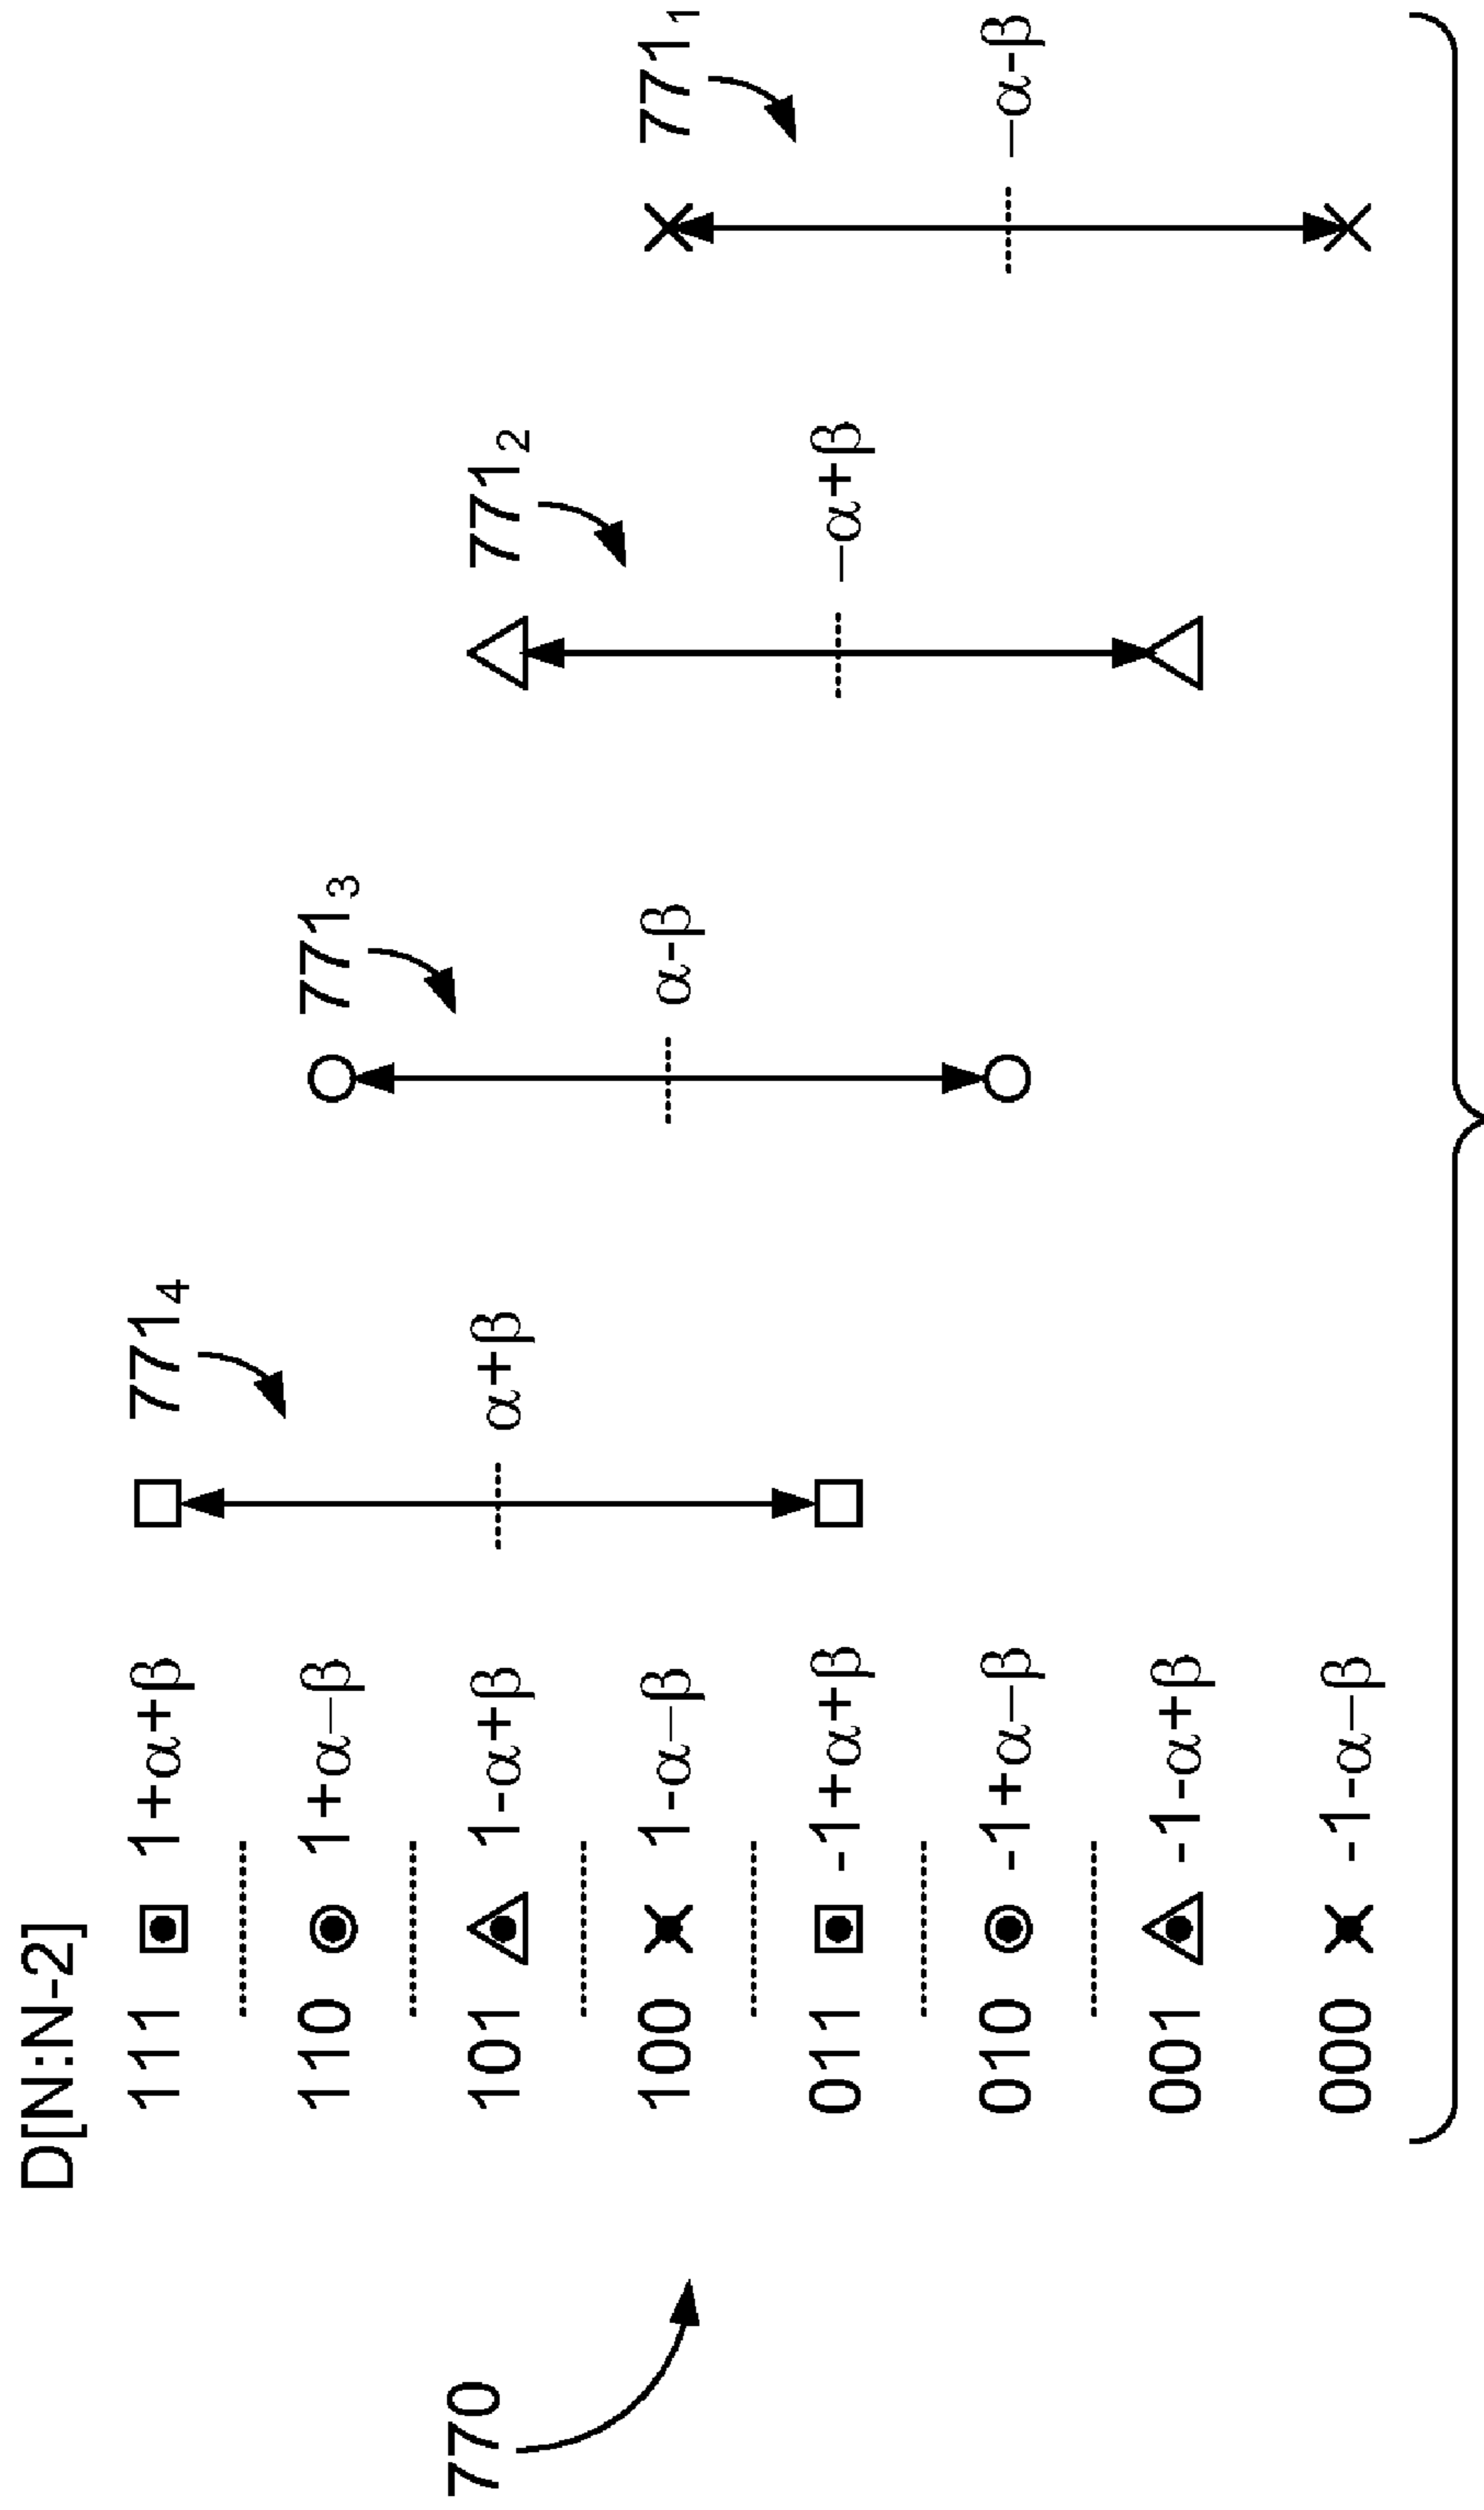 770
D[N:N-2]
111 1+α+β
110 1+α–β
101 1-α+β
100 1-α–β
011 -1+α+β
010 -1+α–β
001 -1-α+β
000 -1-α–β
771₄
α+β
771₃
α-β
771₂
–α+β
771₁
–α-β